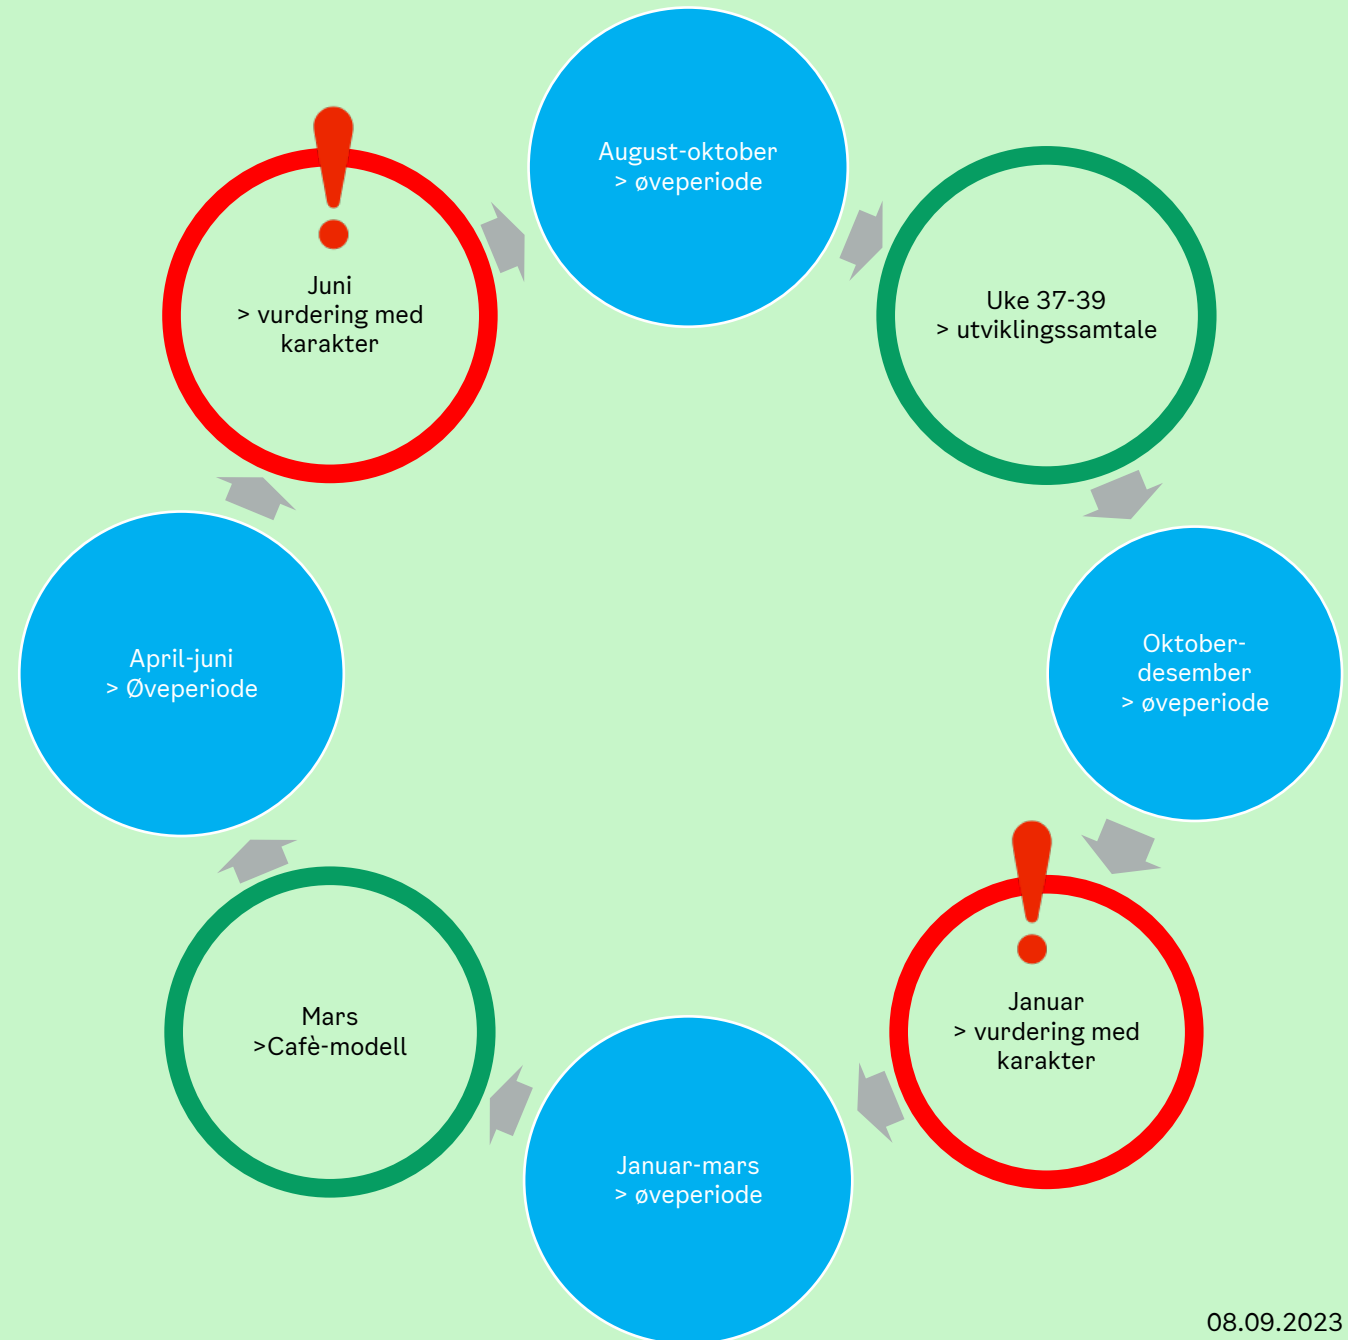 August-oktober
> øveperiode
Uke 37-39
> utviklingssamtale
Oktober-
desember
> øveperiode
Januar
> vurdering med
karakter
Januar-mars
> øveperiode
Mars
>Cafè-modell
April-juni
> Øveperiode
Juni
> vurdering med
karakter
08.09.2023